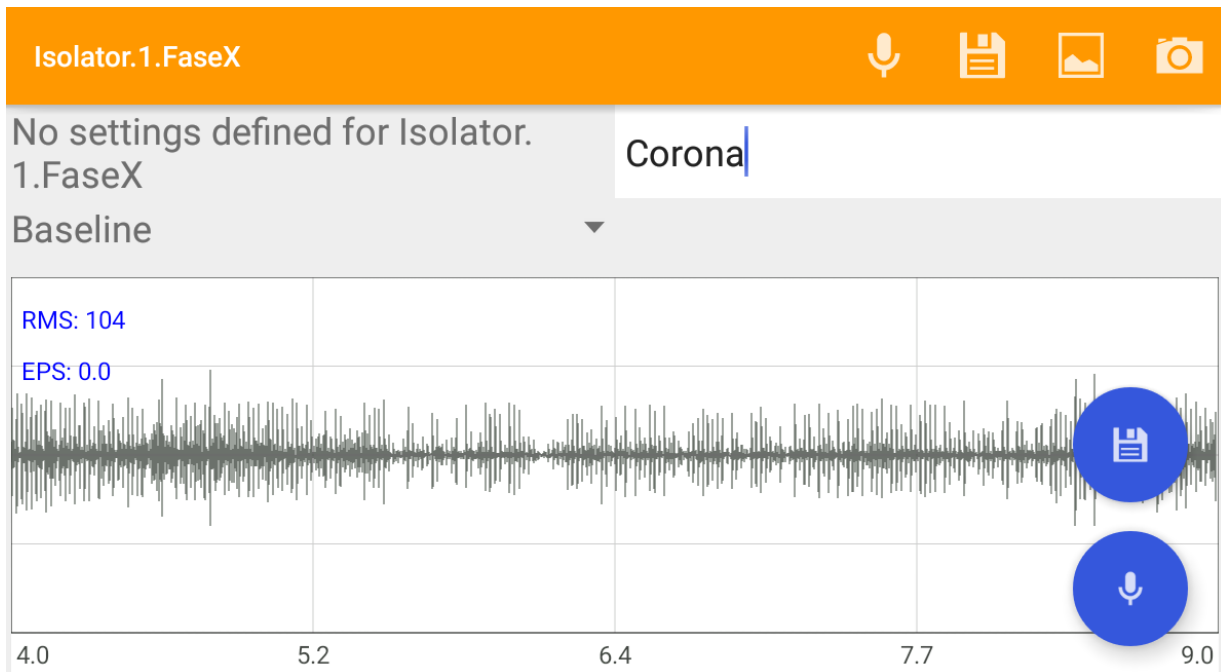 Isolator.1.FaseX
No settings defined for Isolator.
1.FaseX
Corona
Baseline
RMS: 104
EPS: 0.0
4.0 5.2 6.4 7.7 9.0